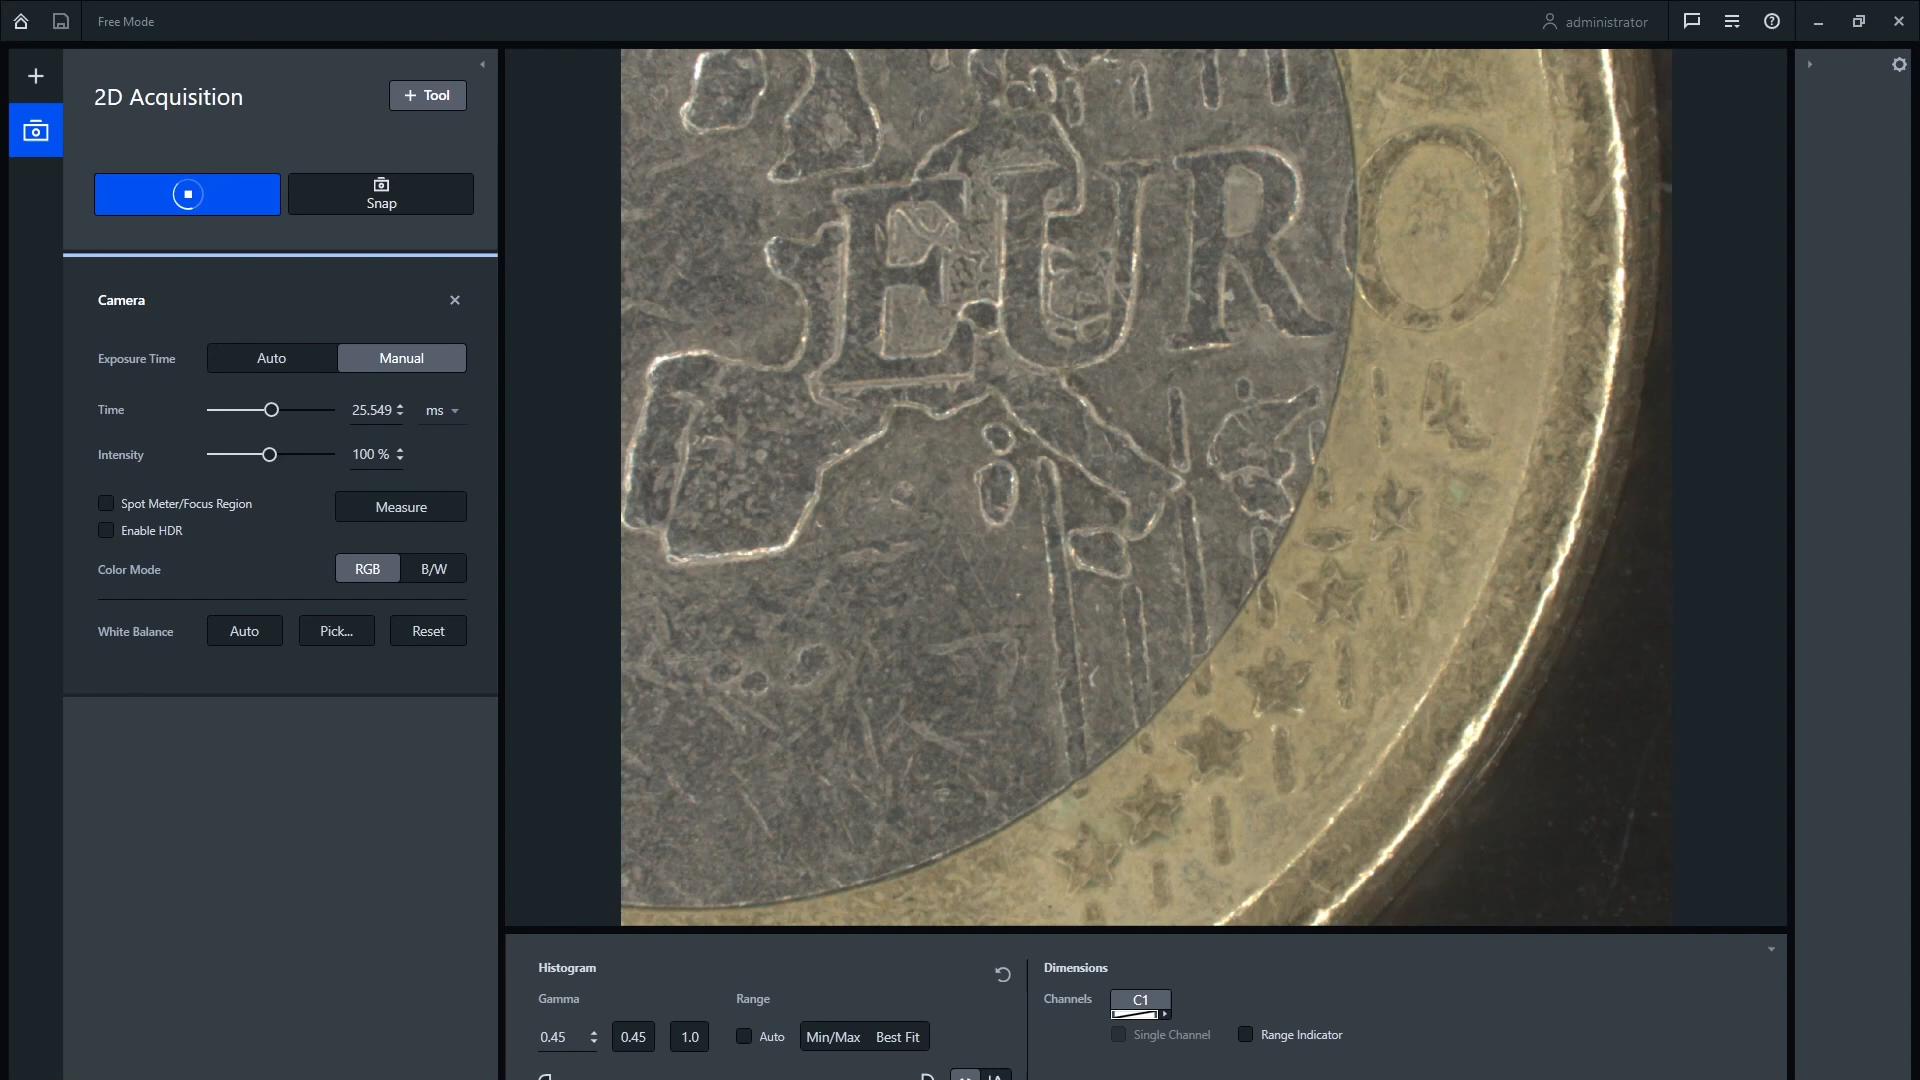 Free Mode
administrator
2D Acquisition
+ Tool
Snap
Camera
Exposure Time
Auto
Manual
Time
25.549
ms
Intensity
100 %
Spot Meter/Focus Region
Measure
Enable HDR
Color Mode
RGB
B/W
White Balance
Auto
Pick...
Reset
EURO
Histogram
Gamma
Range
0.45
0.45
1.0
Auto
Min/Max
Best Fit
Dimensions
Channels
C1
Single Channel
Range Indicator